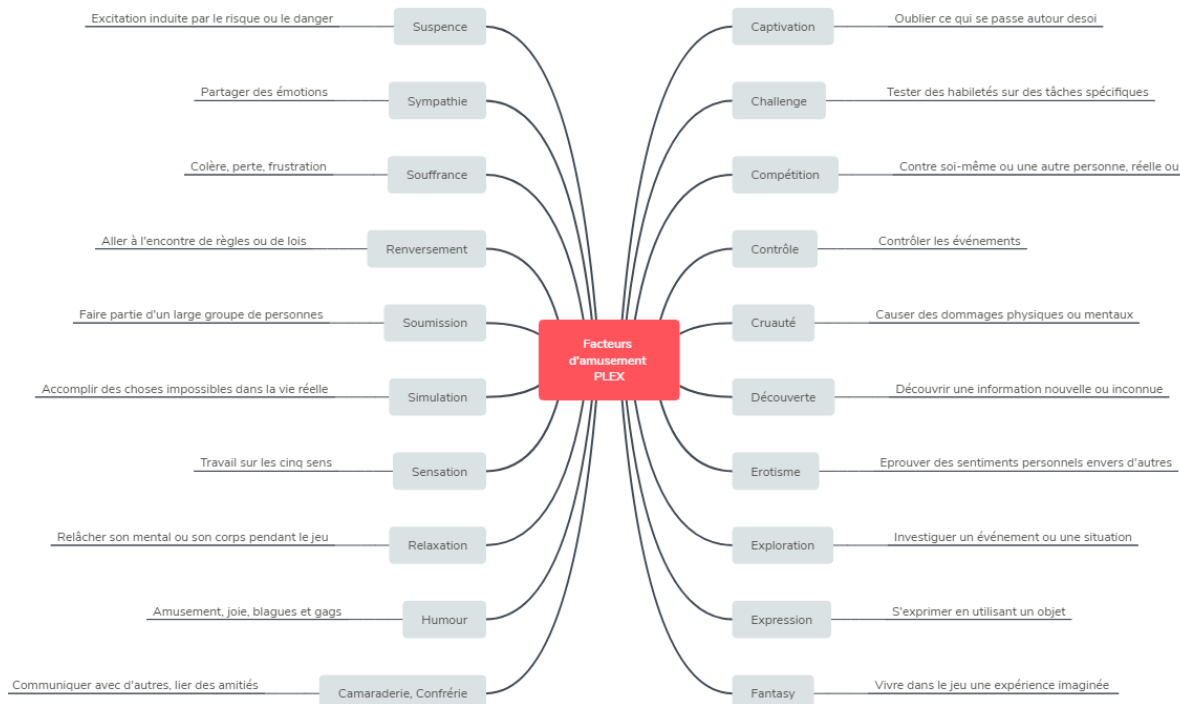 Excitation induite par le risque ou le danger
Suspence
Partager des émotions
Sympathie
Colère, perte, frustration
Souffrance
Aller à l'encontre de règles ou de lois
Renversement
Faire partie d'un large groupe de personnes
Soumission
Accomplir des choses impossibles dans la vie réelle
Simulation
Travail sur les cinq sens
Sensation
Relâcher son mental ou son corps pendant le jeu
Relaxation
Amusement, joie, blagues et gags
Humour
Communiquer avec d'autres, lier des amitiés
Camaraderie, Confrérie
Facteurs
d'amusement
PLEX
Captivation
Oublier ce qui se passe autour desoi
Challenge
Tester des habiletés sur des tâches spécifiques
Compétition
Contre soi-même ou une autre personne, réelle ou
Contrôle
Contrôler les événements
Cruauté
Causer des dommages physiques ou mentaux
Découverte
Découvrir une information nouvelle ou inconnue
Erotisme
Eprouver des sentiments personnels envers d'autres
Exploration
Investiguer un événement ou une situation
Expression
S'exprimer en utilisant un objet
Fantasy
Vivre dans le jeu une expérience imaginée